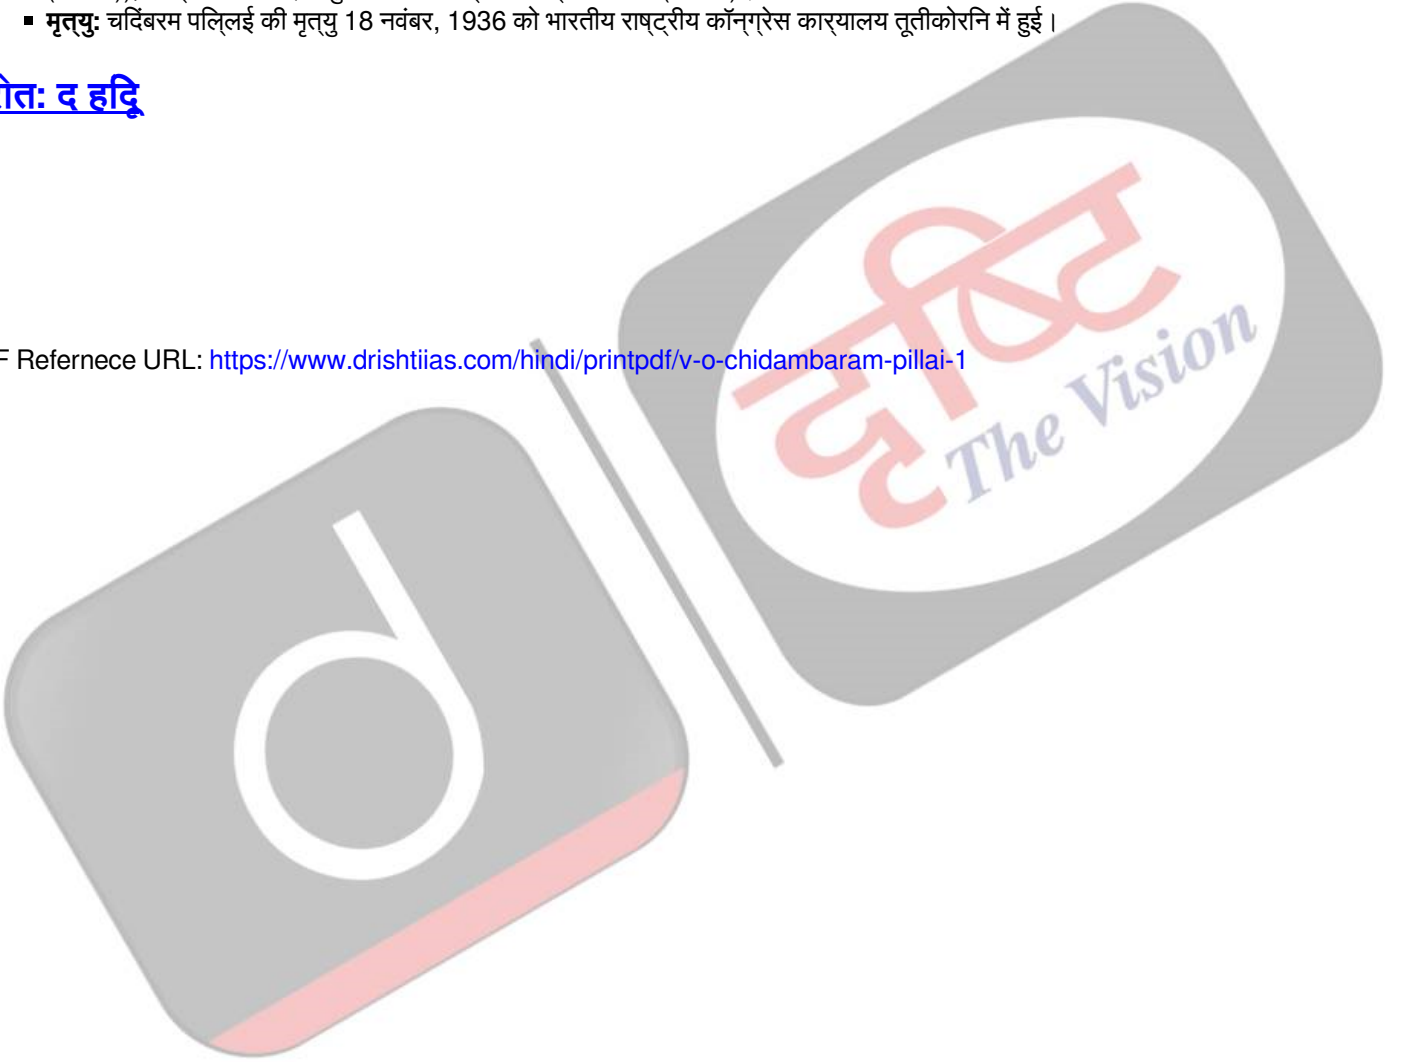 ▪ मृत्यु: चिदंबरम पिल्लई की मृत्यु 18 नवंबर, 1936 को भारतीय राष्ट्रीय कॉन्ग्रेस कार्यालय तूतीकोरिन में हुई।
द हिंदू
Refernece URL: https://www.drishtiias.com/hindi/printpdf/v-o-chidambaram-pillai-1
दृष्टि
The Vision
d